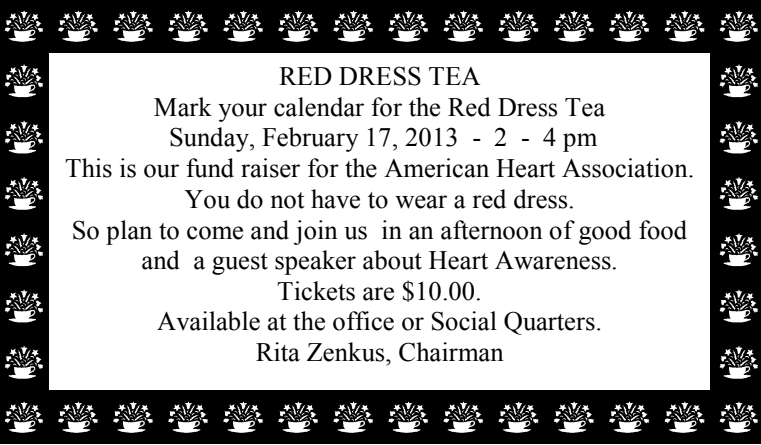 RED DRESS TEA
Mark your calendar for the Red Dress Tea
Sunday, February 17, 2013 - 2 - 4 pm
This is our fund raiser for the American Heart Association.
You do not have to wear a red dress.
So plan to come and join us in an afternoon of good food
and a guest speaker about Heart Awareness.
Tickets are $10.00.
Available at the office or Social Quarters.
Rita Zenkus, Chairman